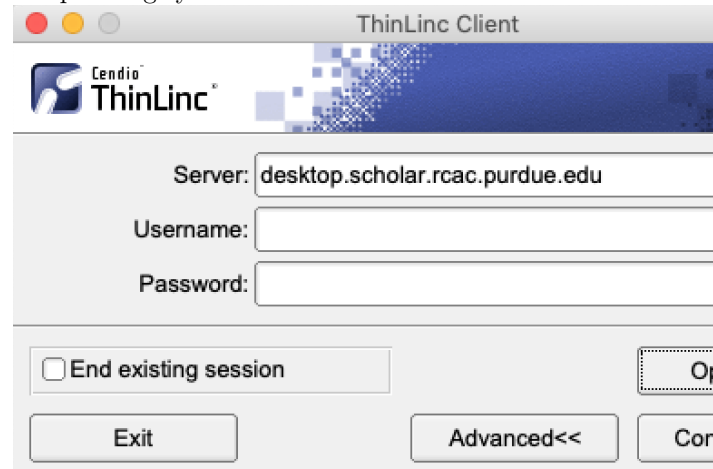 ThinLinc Client
Cendio
ThinLinc
Server: desktop.scholar.rcac.purdue.edu
Username:
Password:
End existing session
Exit Advanced<<